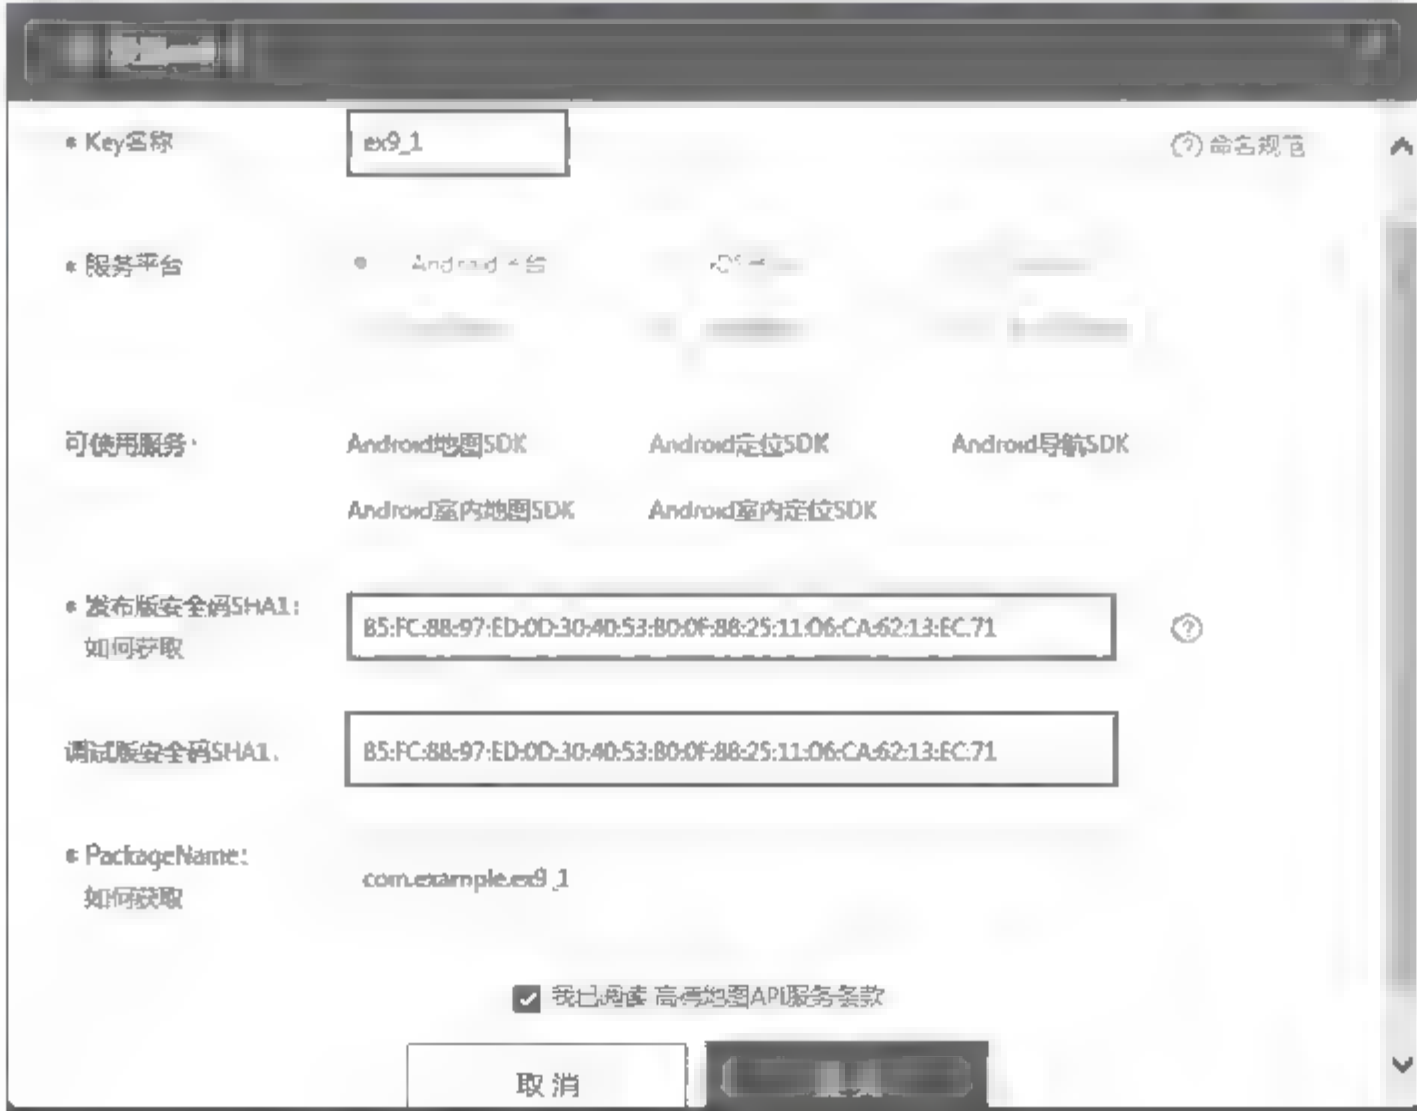 * Key名称 ex9_1 ? 命名规范
* 服务平台 Android平台
可使用服务: Android地图SDK Android定位SDK Android导航SDK
Android室内地图SDK Android室内定位SDK
* 发布版安全码SHA1: B5:FC:88:97:ED:0D:30:40:53:80:0F:88:25:11:06:CA:62:13:EC:71 ?
如何获取
调试版安全码SHA1: B5:FC:88:97:ED:0D:30:40:53:80:0F:88:25:11:06:CA:62:13:EC:71
* PackageName: com.example.ex9_1
如何获取
我已阅读 高德地图API服务条款
取消